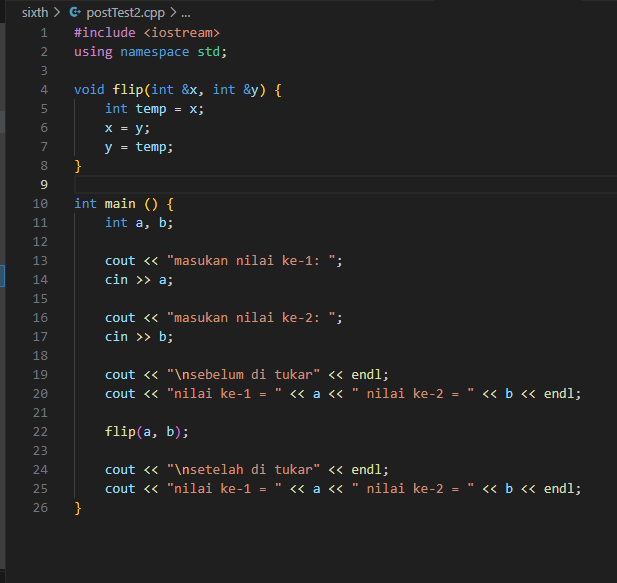 sixth > postTest2.cpp > ...
1 #include <iostream>
2 using namespace std;
3
4 void flip(int &x, int &y) {
5     int temp = x;
6     x = y;
7     y = temp;
8 }
9
10 int main () {
11     int a, b;
12
13     cout << "masukan nilai ke-1: ";
14     cin >> a;
15
16     cout << "masukan nilai ke-2: ";
17     cin >> b;
18
19     cout << "\nsebelum di tukar" << endl;
20     cout << "nilai ke-1 = " << a << " nilai ke-2 = " << b << endl;
21
22     flip(a, b);
23
24     cout << "\nsetelah di tukar" << endl;
25     cout << "nilai ke-1 = " << a << " nilai ke-2 = " << b << endl;
26 }